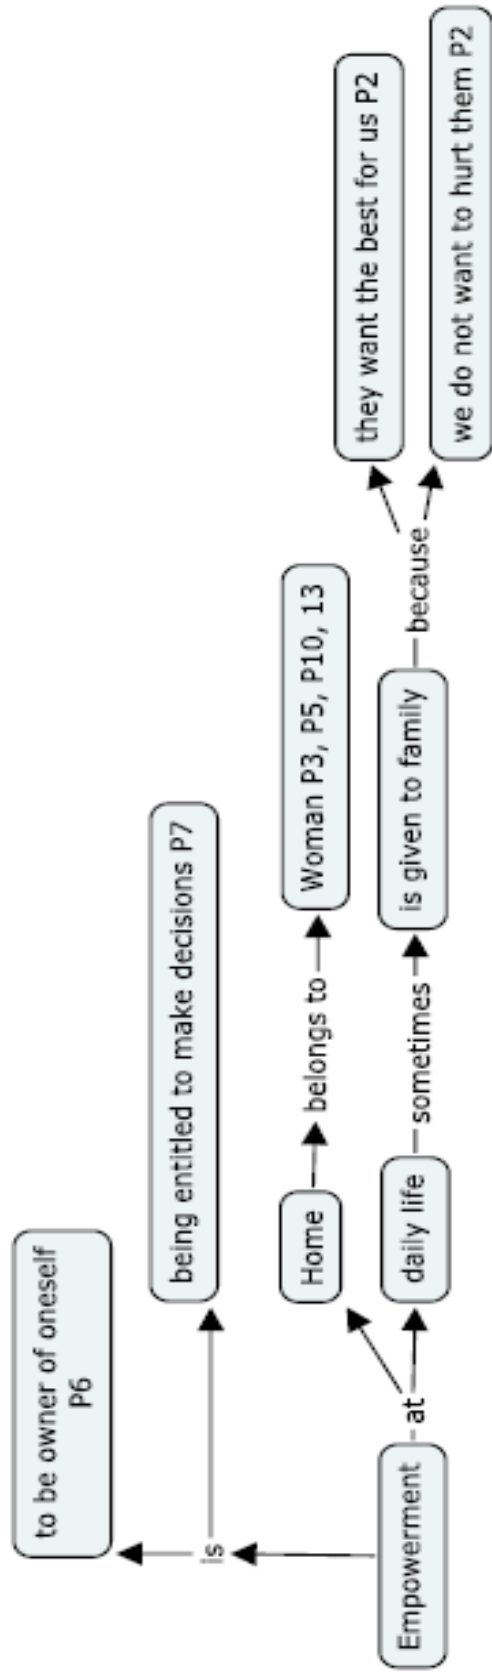 to be owner of oneself
P6
being entitled to make decisions P7
is
Empowerment
at
Home
belongs to
Woman P3, P5, P10, 13
daily life
sometimes
is given to family
because
they want the best for us P2
we do not want to hurt them P2